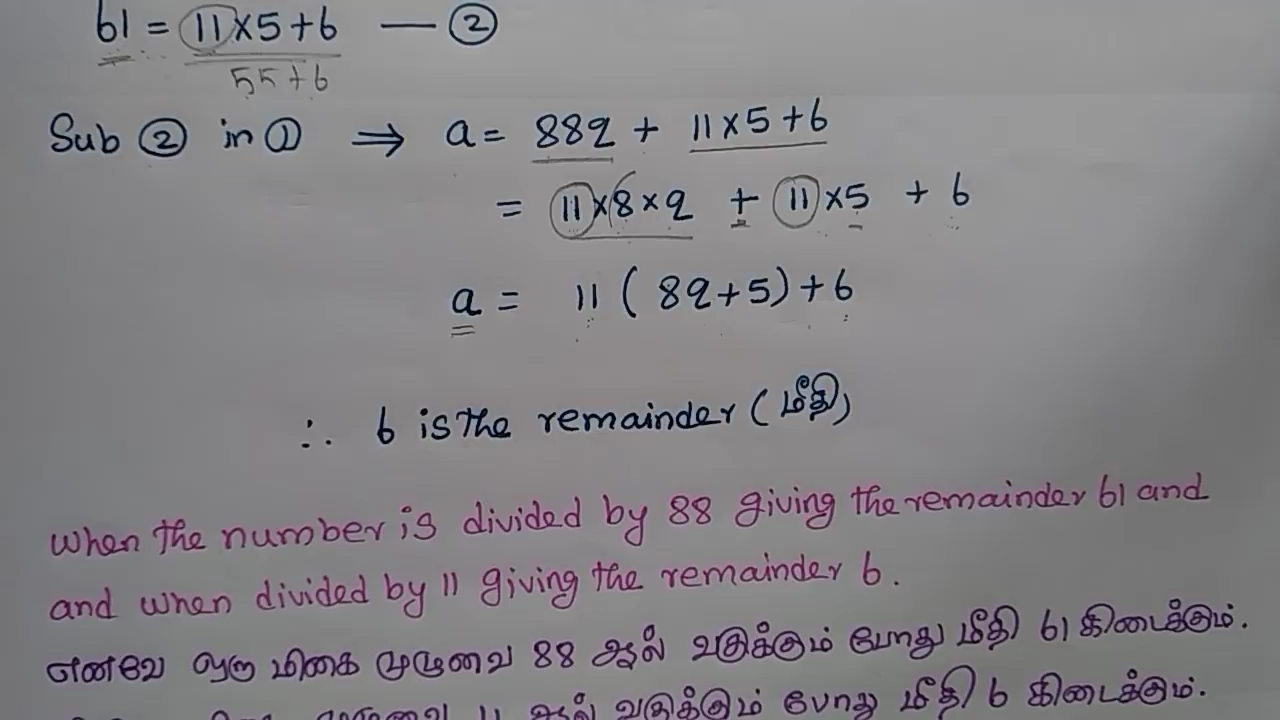 61 = 11×5+6 — ②
55+6
Sub ② in ① ⇒ a = 88q + 11×5+6
= 11×8×q + 11×5 + 6
a = 11 ( 8q+5)+6
∴ 6 is the remainder (மீதி)
when the number is divided by 88 giving the remainder 61 and
and when divided by 11 giving the remainder 6.
எனவே ஒரு மிகை முழுவை 88 ஆல் வகுக்கும் போது மீதி 61 கிடைக்கும்.
11 ஆல் வகுக்கும் போது மீதி 6 கிடைக்கும்.